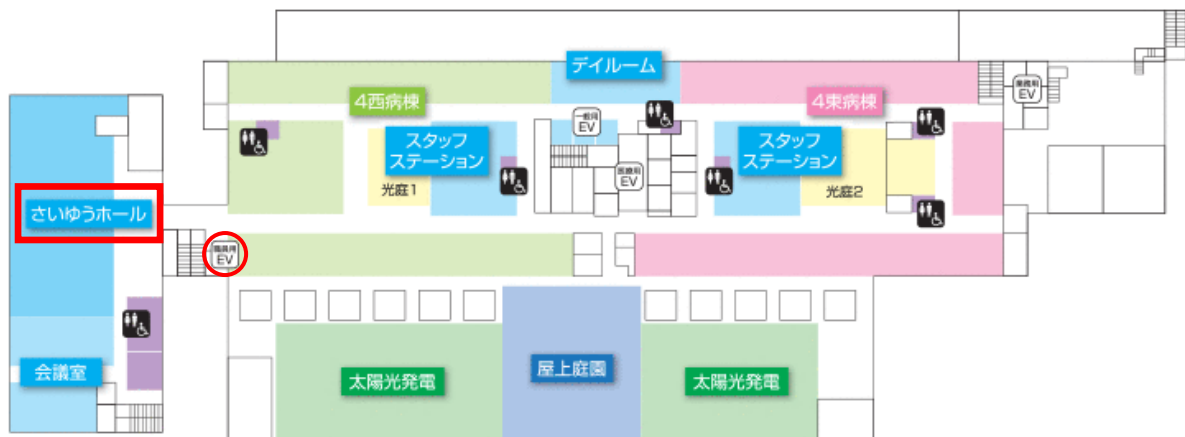 デイルーム
業務用
EV
4西病棟
4東病棟
一般用
EV
スタッフ
ステーション
スタッフ
ステーション
医療用
EV
光庭1
光庭2
さいゆうホール
職員用
EV
会議室
太陽光発電
屋上庭園
太陽光発電